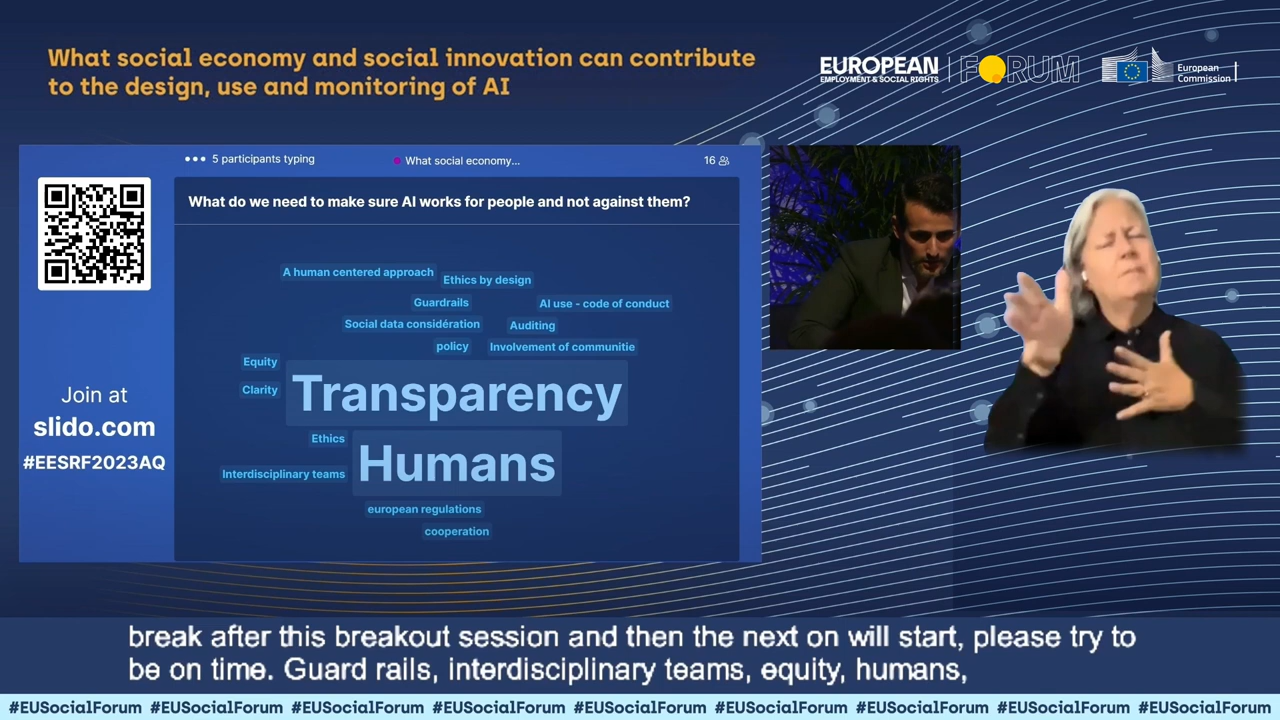 What social economy and social innovation can contribute
to the design, use and monitoring of AI
EUROPEAN
EMPLOYMENT & SOCIAL RIGHTS
FORUM
European
Commission
5 participants typing
What social economy...
16
What do we need to make sure AI works for people and not against them?
A human centered approach
Ethics by design
Guardrails
AI use - code of conduct
Social data considération
Auditing
policy
Involvement of communitie
Equity
Clarity
Transparency
Ethics
Humans
Interdisciplinary teams
european regulations
cooperation
Join at
slido.com
#EESRF2023AQ
break after this breakout session and then the next on will start, please try to
be on time. Guard rails, interdisciplinary teams, equity, humans,
#EUSocialForum #EUSocialForum #EUSocialForum #EUSocialForum #EUSocialForum #EUSocialForum #EUSocialForum #EUSocialForum #EUSocialForum